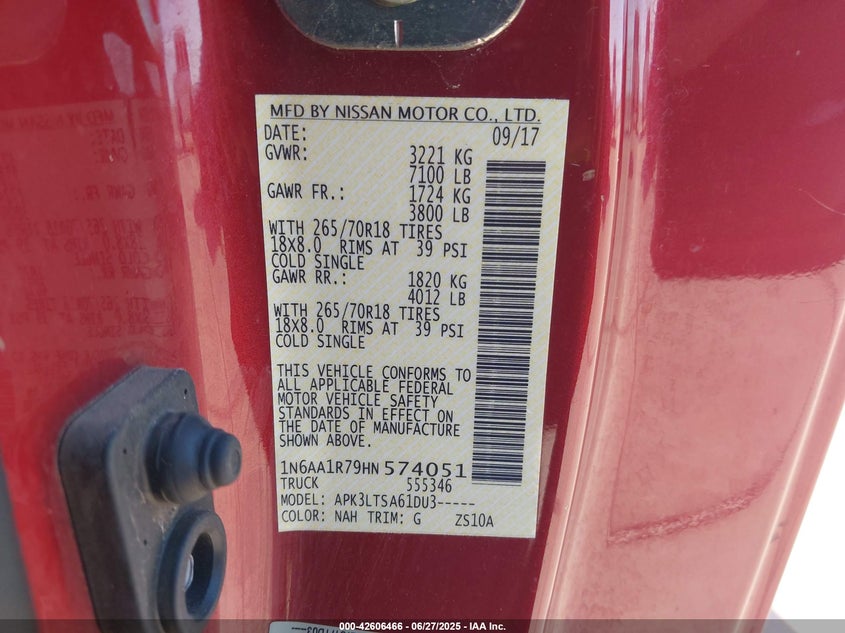 MFD BY NISSAN MOTOR CO., LTD.
DATE: 09/17
GVWR: 3221 KG
7100 LB
GAWR FR.: 1724 KG
3800 LB
WITH 265/70R18 TIRES
18X8.0 RIMS AT 39 PSI
COLD SINGLE
GAWR RR.: 1820 KG
4012 LB
WITH 265/70R18 TIRES
18X8.0 RIMS AT 39 PSI
COLD SINGLE
THIS VEHICLE CONFORMS TO
ALL APPLICABLE FEDERAL
MOTOR VEHICLE SAFETY
STANDARDS IN EFFECT ON
THE DATE OF MANUFACTURE
SHOWN ABOVE.
1N6AA1R79HN 574051
TRUCK 555346
MODEL: APK3LTSA61DU3-----
COLOR: NAH TRIM: G ZS10A
000-42606466 - 06/27/2025 - IAA Inc.